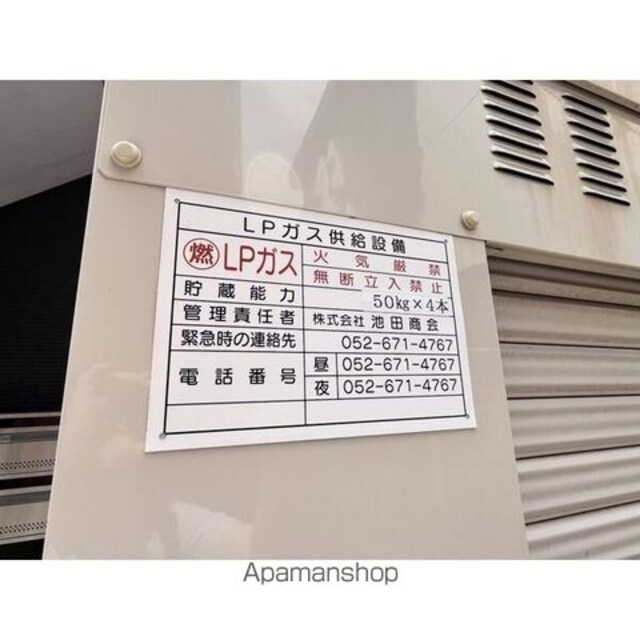 LPガス供給設備
燃 LPガス 火気厳禁
無断立入禁止
貯蔵能力 50kg×4本
管理責任者 株式会社 池田商会
緊急時の連絡先 052-671-4767
電話番号 昼 052-671-4767
夜 052-671-4767
Apamanshop